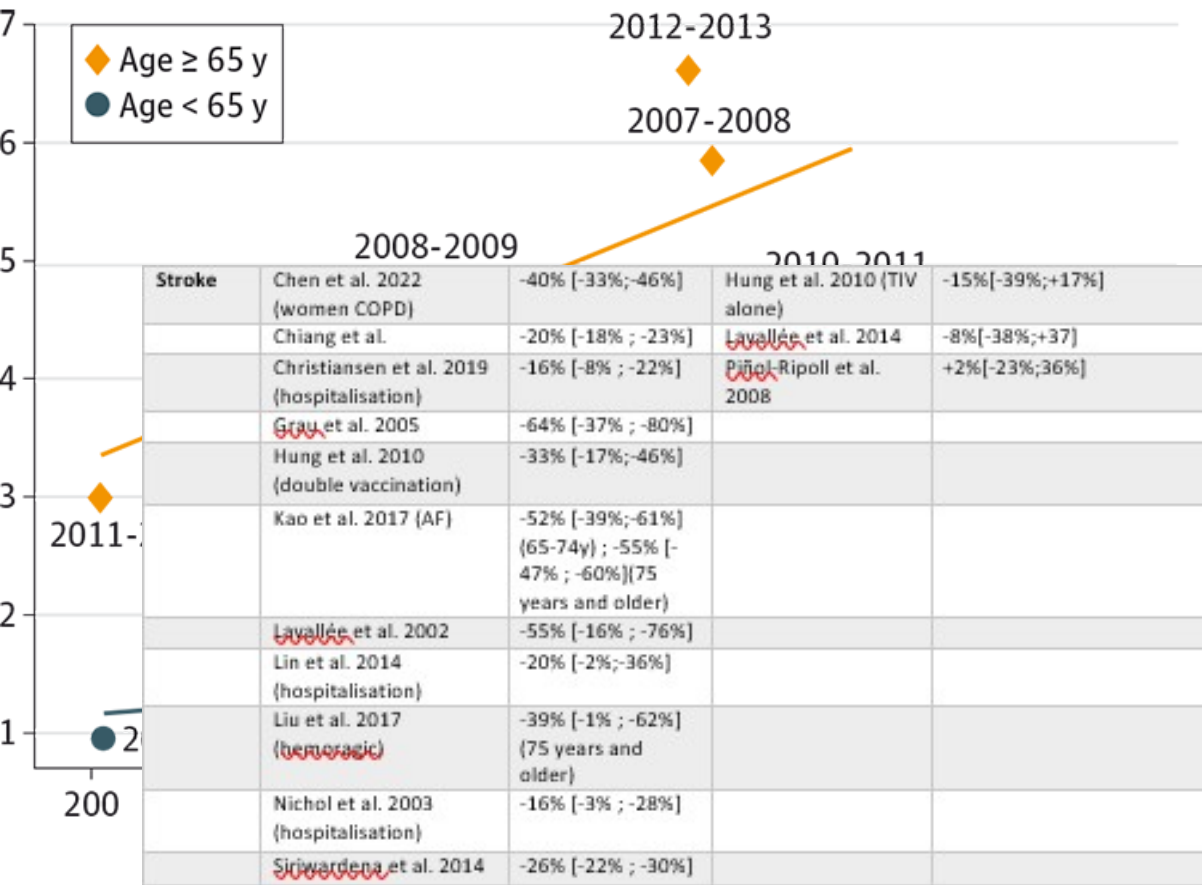 7
2012-2013
Age ≥ 65 y
Age < 65 y
6
2007-2008
5
2008-2009
2010-2011
Stroke
Chen et al. 2022
(women COPD)
-40% [-33%;-46%]
Hung et al. 2010 (TIV
alone)
-15%[-39%;+17%]
Chiang et al.
-20% [-18% ; -23%]
Lavallée et al. 2014
-8%[-38%;+37]
4
Christiansen et al. 2019
(hospitalisation)
-16% [-8% ; -22%]
Piñol-Ripoll et al.
2008
+2%[-23%;36%]
Grau et al. 2005
-64% [-37% ; -80%]
Hung et al. 2010
(double vaccination)
-33% [-17%;-46%]
3
2011-
Kao et al. 2017 (AF)
-52% [-39%;-61%]
(65-74y) ; -55% [-
47% ; -60%](75
years and older)
2
Lavallée et al. 2002
-55% [-16% ; -76%]
Lin et al. 2014
(hospitalisation)
-20% [-2%;-36%]
1
Liu et al. 2017
(hemoragic)
-39% [-1% ; -62%]
(75 years and
older)
200
Nichol et al. 2003
(hospitalisation)
-16% [-3% ; -28%]
Siriwardena et al. 2014
-26% [-22% ; -30%]